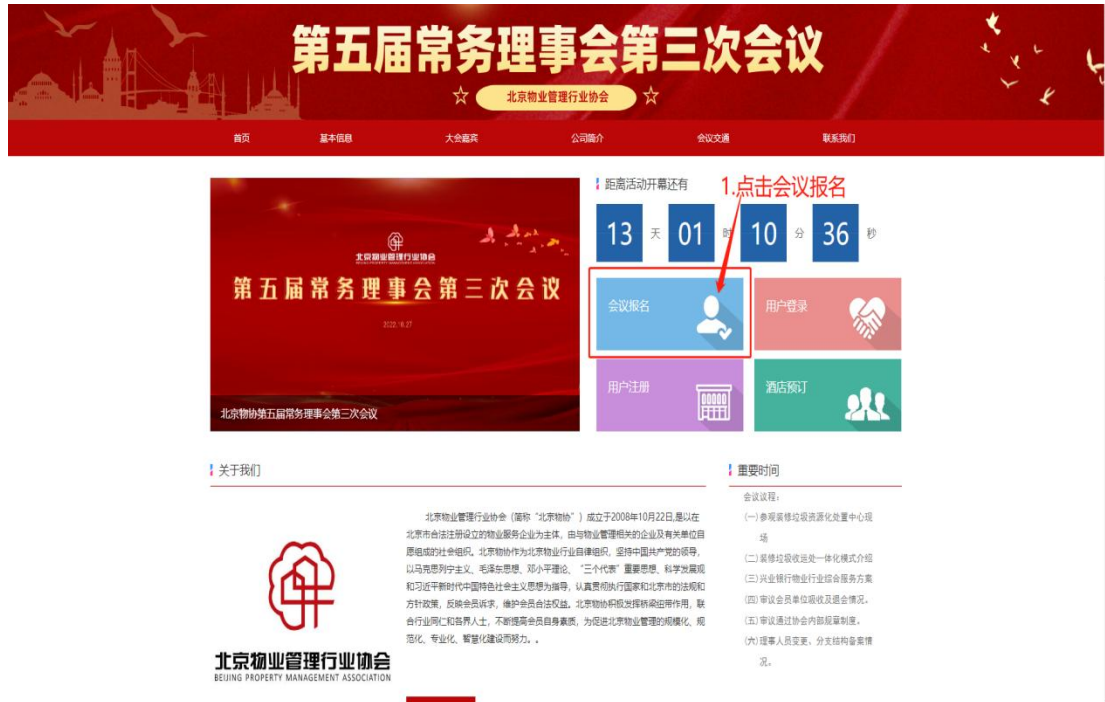 第五届常务理事会第三次会议
☆ 北京物业管理行业协会 ☆
首页 基本信息 大会嘉宾 公司简介 会议交通 联系我们
距离活动开幕还有
1.点击会议报名
13 天 01 时 10 分 36 秒
北京物业管理行业协会
第五届常务理事会第三次会议
北京物协第五届常务理事会第三次会议
会议报名
用户登录
用户注册
酒店预订
关于我们
北京物业管理行业协会(简称“北京物协”)成立于2008年10月22日,是以在
北京市合法注册设立的物业服务企业为主体,由与物业管理相关的企业及有关单位自
愿组成的社会组织。北京物协作为北京物业行业自律组织,坚持中国共产党的领导,
以马克思列宁主义、毛泽东思想、邓小平理论、“三个代表”重要思想、科学发展观
和习近平新时代中国特色社会主义思想为指导,认真贯彻执行国家和北京市的法规和
方针政策,反映会员诉求,维护会员合法权益。北京物协积极发挥桥梁纽带作用,联
合行业同仁和各界人士,不断提高会员自身素质,为促进北京物业管理的规模化、规
范化、专业化、智慧化建设而努力。。
北京物业管理行业协会
BEIJING PROPERTY MANAGEMENT ASSOCIATION
重要时间
会议议程:
(一)参观装修垃圾资源化处置中心现
场
(二)装修垃圾收运处一体化模式介绍
(三)兴业银行物业行业综合服务方案
(四)审议会员单位吸收及退会情况。
(五)审议通过协会内部规章制度。
(六)理事人员变更、分支结构备案情
况。